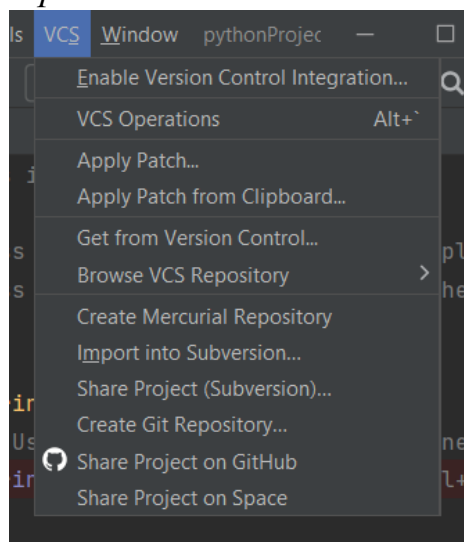 ls VCS Window pythonProjec
Enable Version Control Integration...
VCS Operations Alt+`
Apply Patch...
Apply Patch from Clipboard...
Get from Version Control...
Browse VCS Repository
Create Mercurial Repository
Import into Subversion...
Share Project (Subversion)...
Create Git Repository...
Share Project on GitHub
Share Project on Space